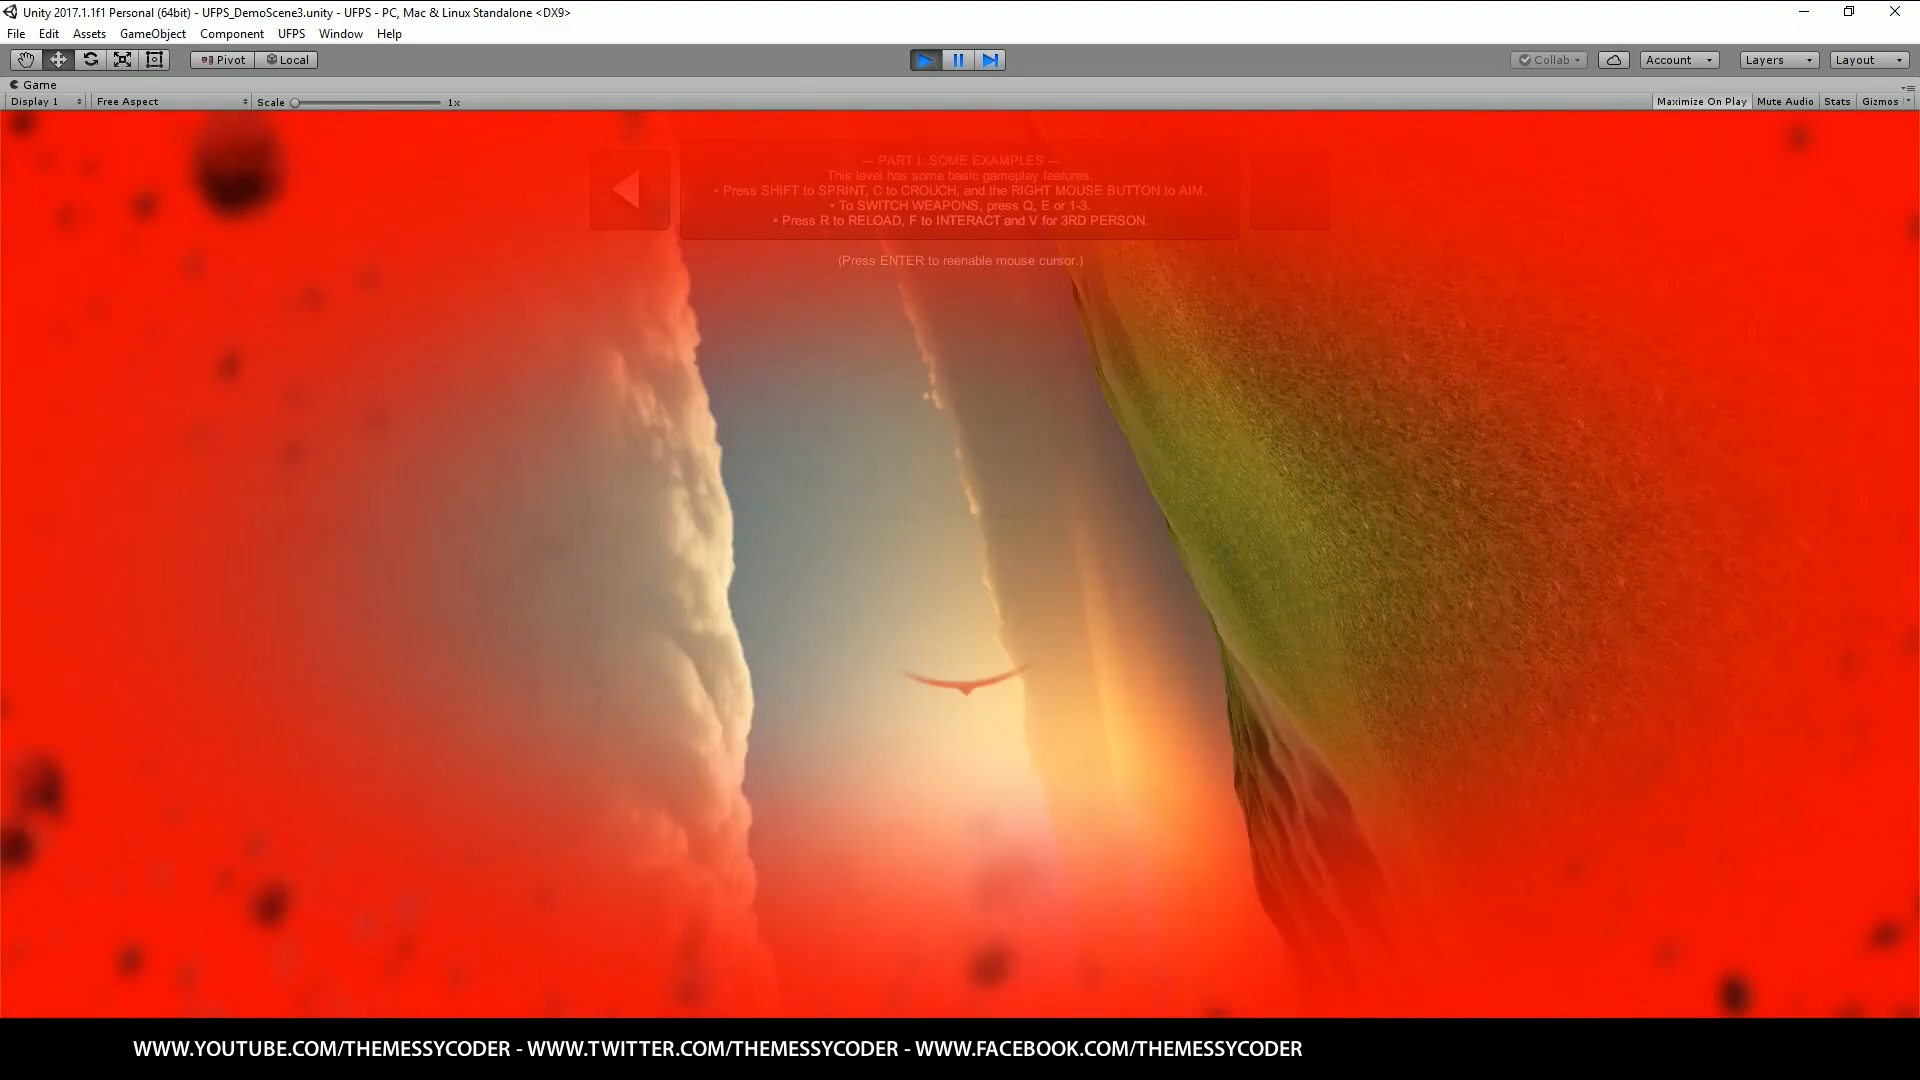 Unity 2017.1.1f1 Personal (64bit) - UFPS_DemoScene3.unity - UFPS - PC, Mac & Linux Standalone <DX9>
File Edit Assets GameObject Component UFPS Window Help
Pivot Local Collab Account Layers Layout
Game
Display 1 Free Aspect Scale 1x Maximize On Play Mute Audio Stats Gizmos
--- PART I: SOME EXAMPLES ---
This level has some basic gameplay features.
• Press SHIFT to SPRINT, C to CROUCH, and the RIGHT MOUSE BUTTON to AIM.
• To SWITCH WEAPONS, press Q, E or 1-3.
• Press R to RELOAD, F to INTERACT and V for 3RD PERSON.
(Press ENTER to reenable mouse cursor.)
WWW.YOUTUBE.COM/THEMESSYCODER - WWW.TWITTER.COM/THEMESSYCODER - WWW.FACEBOOK.COM/THEMESSYCODER